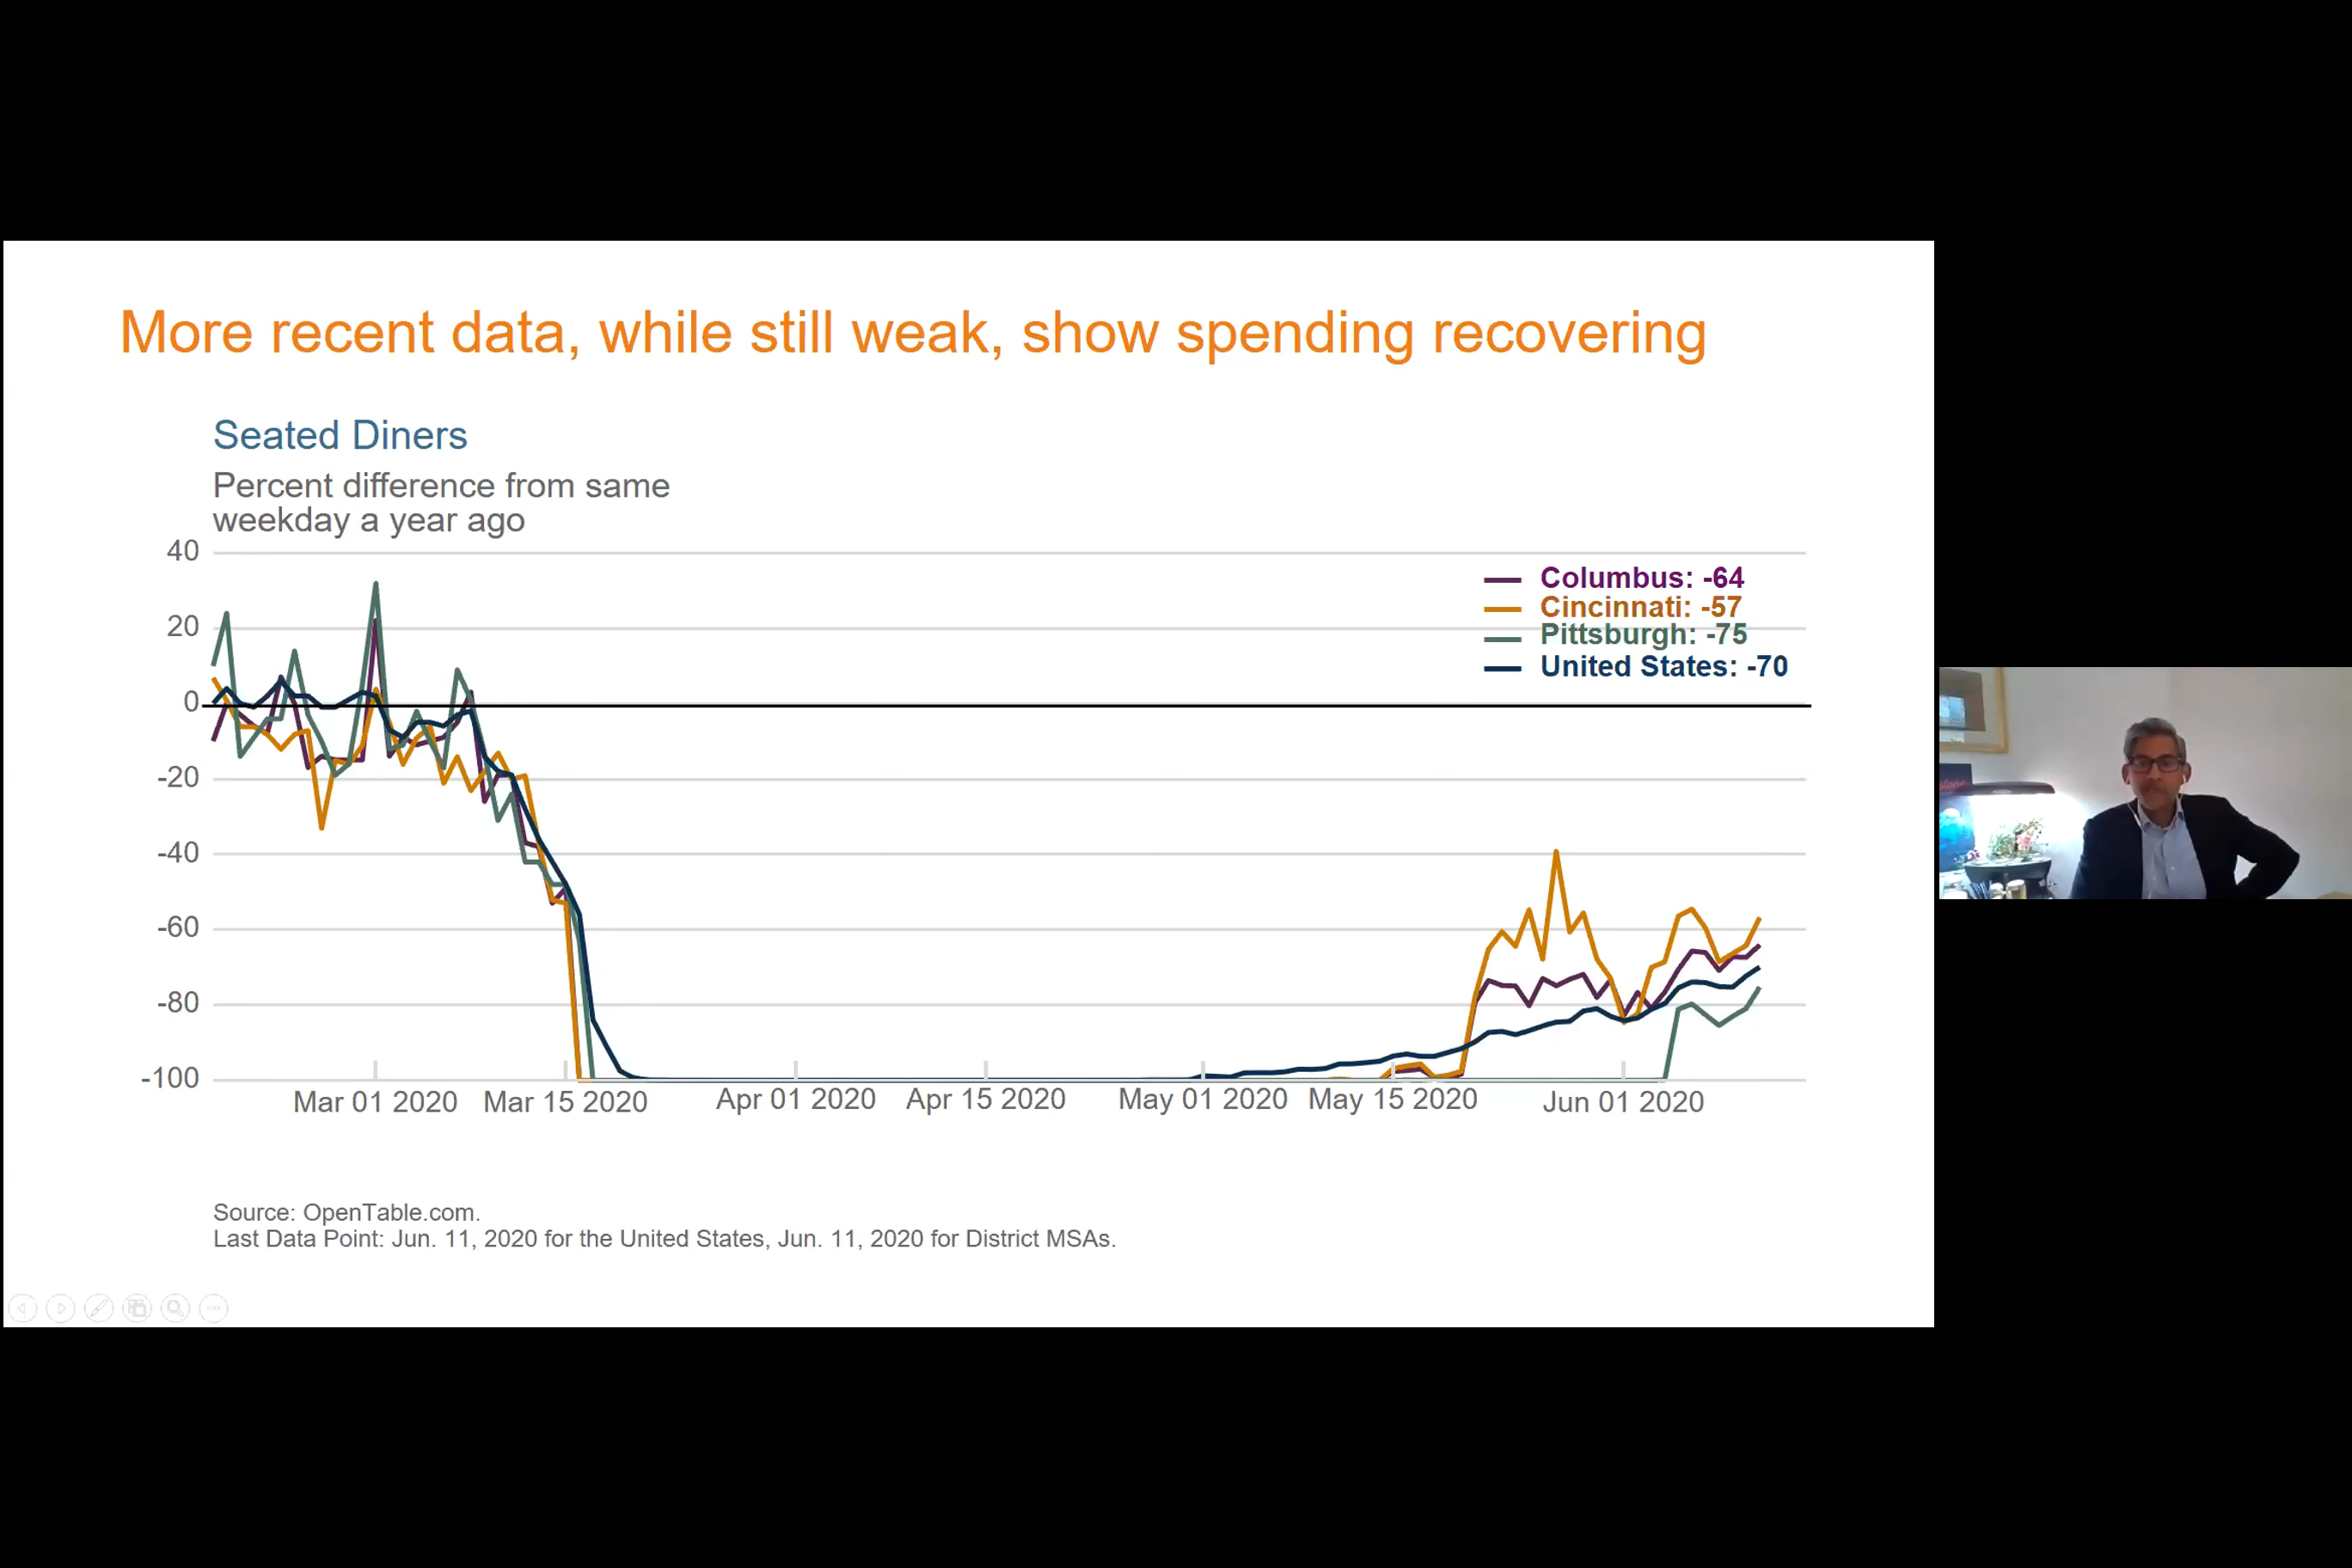 More recent data, while still weak, show spending recovering
Seated Diners
Percent difference from same
weekday a year ago
40
20
0
-20
-40
-60
-80
-100
Columbus: -64
Cincinnati: -57
Pittsburgh: -75
United States: -70
Mar 01 2020
Mar 15 2020
Apr 01 2020
Apr 15 2020
May 01 2020
May 15 2020
Jun 01 2020
Source: OpenTable.com.
Last Data Point: Jun. 11, 2020 for the United States, Jun. 11, 2020 for District MSAs.